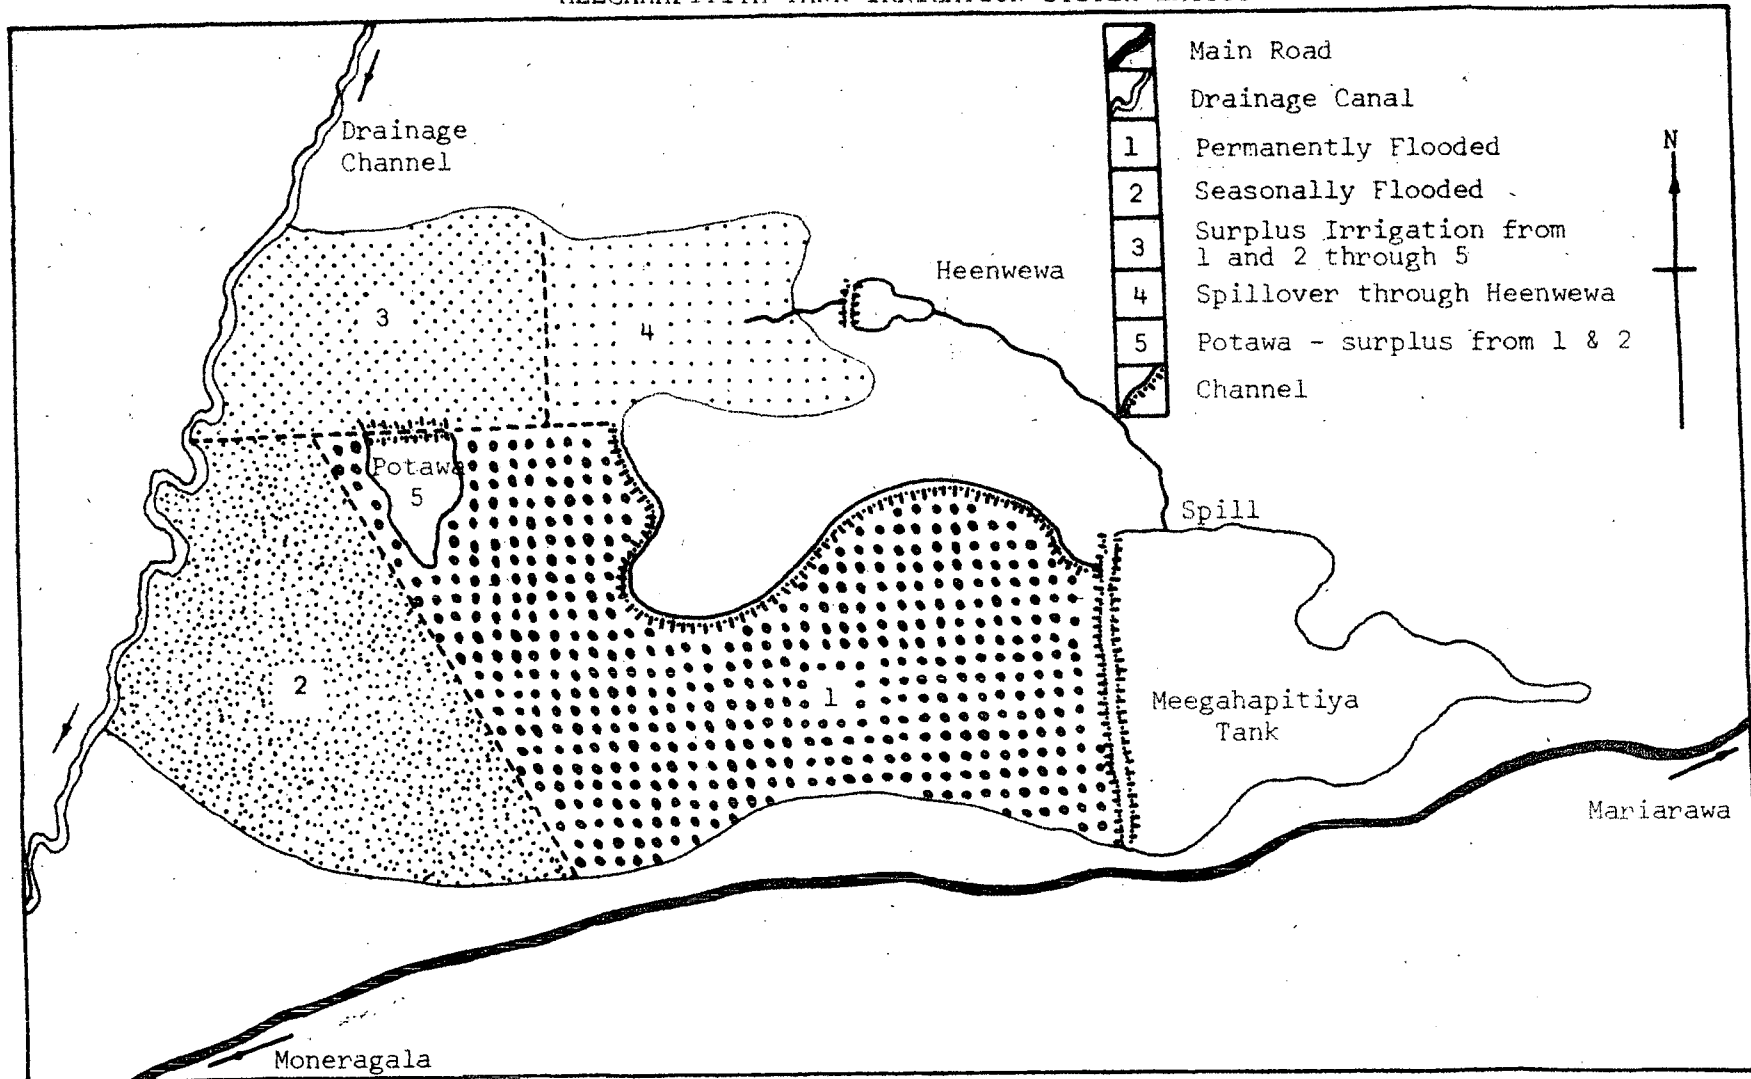 Main Road
Drainage Canal
1 Permanently Flooded
2 Seasonally Flooded
3 Surplus Irrigation from
1 and 2 through 5
4 Spillover through Heenwewa
5 Potawa - surplus from 1 & 2
Channel
N
Drainage
Channel
Heenwewa
3
4
Potawa
5
Spill
2
1
Meegahapitiya
Tank
Mariarawa
Moneragala